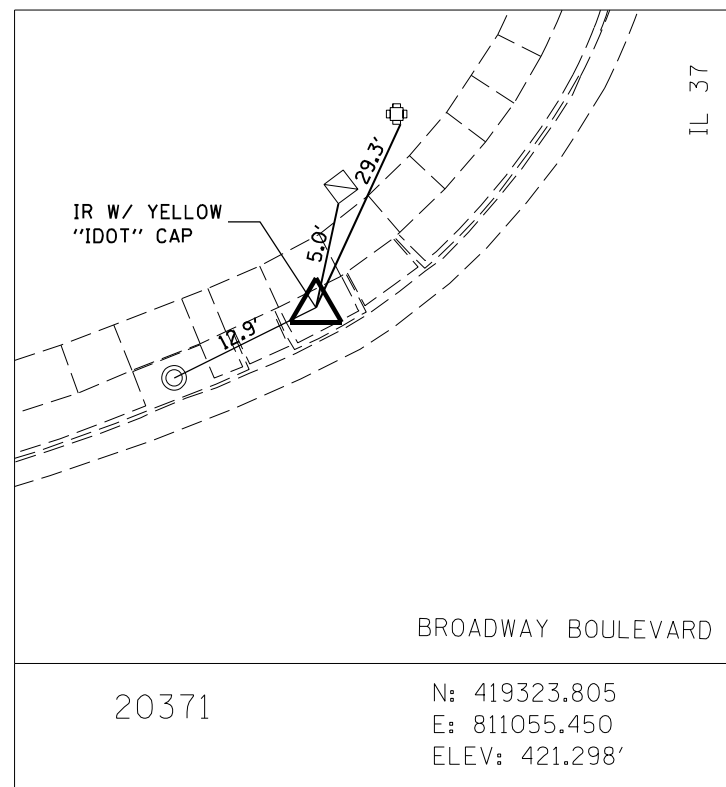 IL 37
29.3'
IR W/ YELLOW
"IDOT" CAP
5.0'
12.9'
BROADWAY BOULEVARD
20371
N: 419323.805
E: 811055.450
ELEV: 421.298'